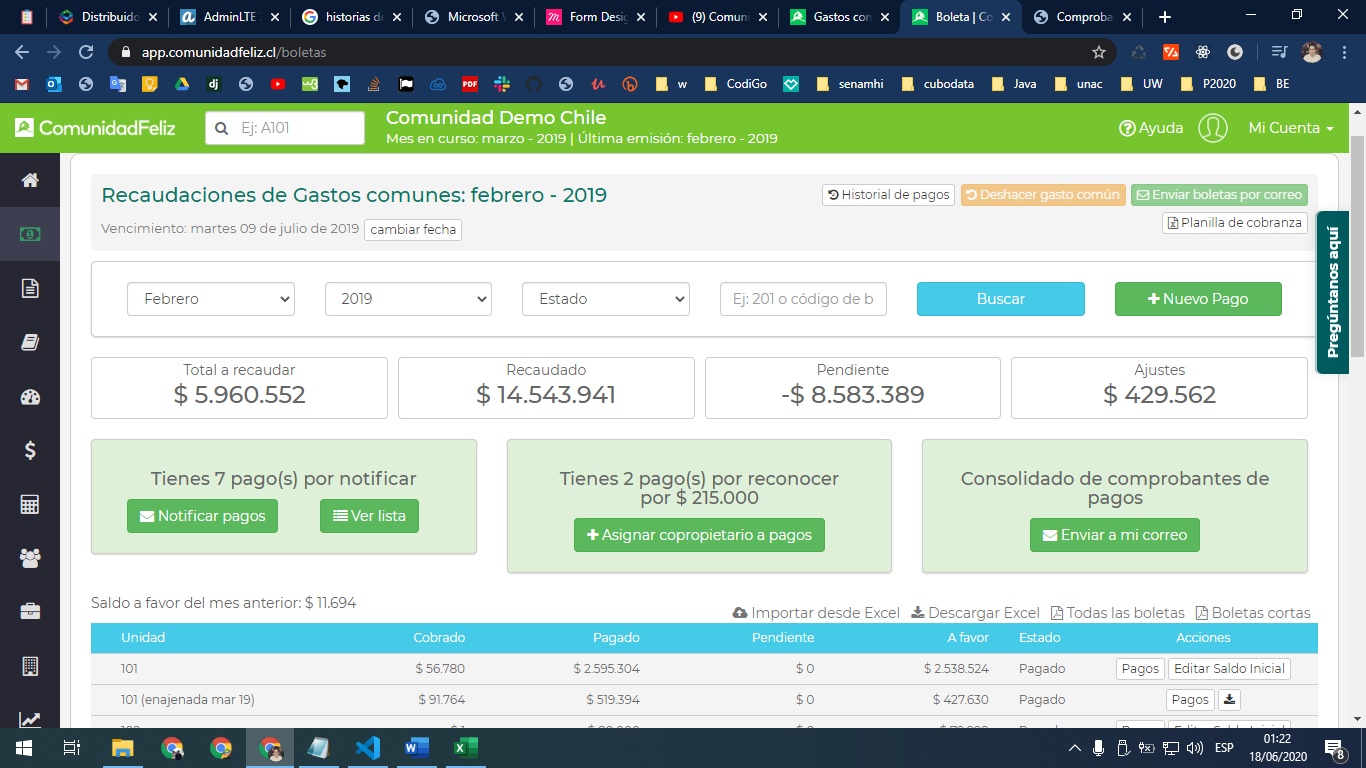 Distribuido
AdminLTE 3
historias de
Microsoft W
Form Desig
(9) Comuni
Gastos con
Boleta | Co
Comproba
app.comunidadfeliz.cl/boletas
w
CodiGo
senamhi
cubodata
Java
unac
UW
P2020
BE
ComunidadFeliz
Ej: A101
Comunidad Demo Chile
Mes en curso: marzo - 2019 | Última emisión: febrero - 2019
Ayuda
Mi Cuenta
Recaudaciones de Gastos comunes: febrero - 2019
Historial de pagos
Deshacer gasto común
Enviar boletas por correo
Vencimiento: martes 09 de julio de 2019
cambiar fecha
Planilla de cobranza
Pregúntanos aquí
Febrero
2019
Estado
Ej: 201 o código de b
Buscar
Nuevo Pago
Total a recaudar
$ 5.960.552
Recaudado
$ 14.543.941
Pendiente
-$ 8.583.389
Ajustes
$ 429.562
Tienes 7 pago(s) por notificar
Notificar pagos
Ver lista
Tienes 2 pago(s) por reconocer
por $ 215.000
Asignar copropietario a pagos
Consolidado de comprobantes de
pagos
Enviar a mi correo
Saldo a favor del mes anterior: $ 11.694
Importar desde Excel
Descargar Excel
Todas las boletas
Boletas cortas
Unidad Cobrado Pagado Pendiente A favor Estado Acciones
101 $ 56.780 $ 2.595.304 $ 0 $ 2.538.524 Pagado Pagos Editar Saldo Inicial
101 (enajenada mar 19) $ 91.764 $ 519.394 $ 0 $ 427.630 Pagado Pagos
ESP
01:22
18/06/2020
8